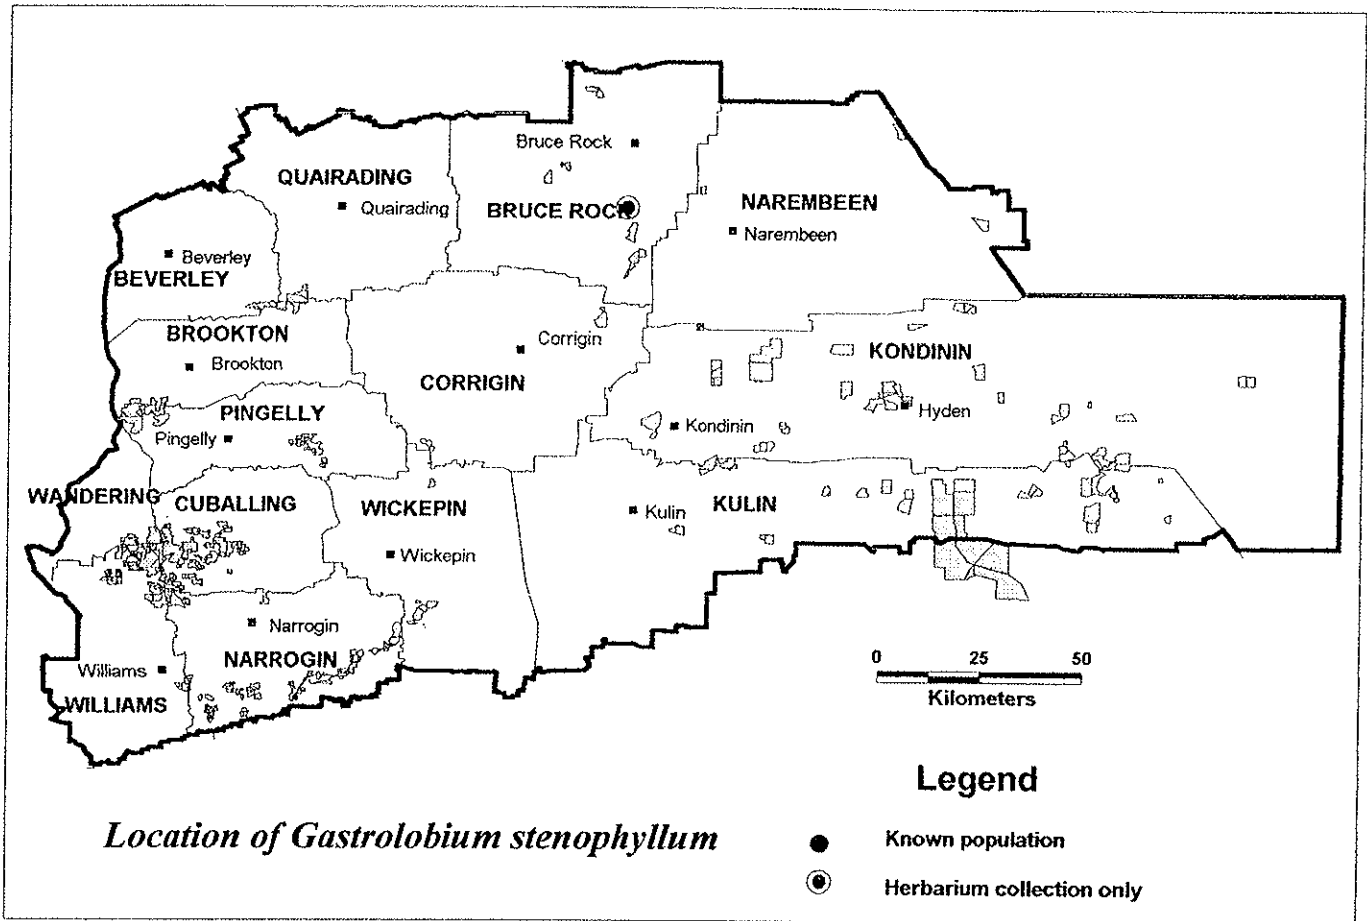 Bruce Rock
QUAIRADING
Quairading
BRUCE ROCK
NAREMBEEN
Narembeen
Beverley
BEVERLEY
BROOKTON
Brookton
Corrigin
CORRIGIN
KONDININ
Hyden
PINGELLY
Pingelly
Kondinin
WANDERING
CUBALLING
WICKEPIN
Kulin
KULIN
Wickepin
Narrogin
NARROGIN
Williams
WILLIAMS
0 25 50
Kilometers
Legend
Location of Gastrolobium stenophyllum
Known population
Herbarium collection only